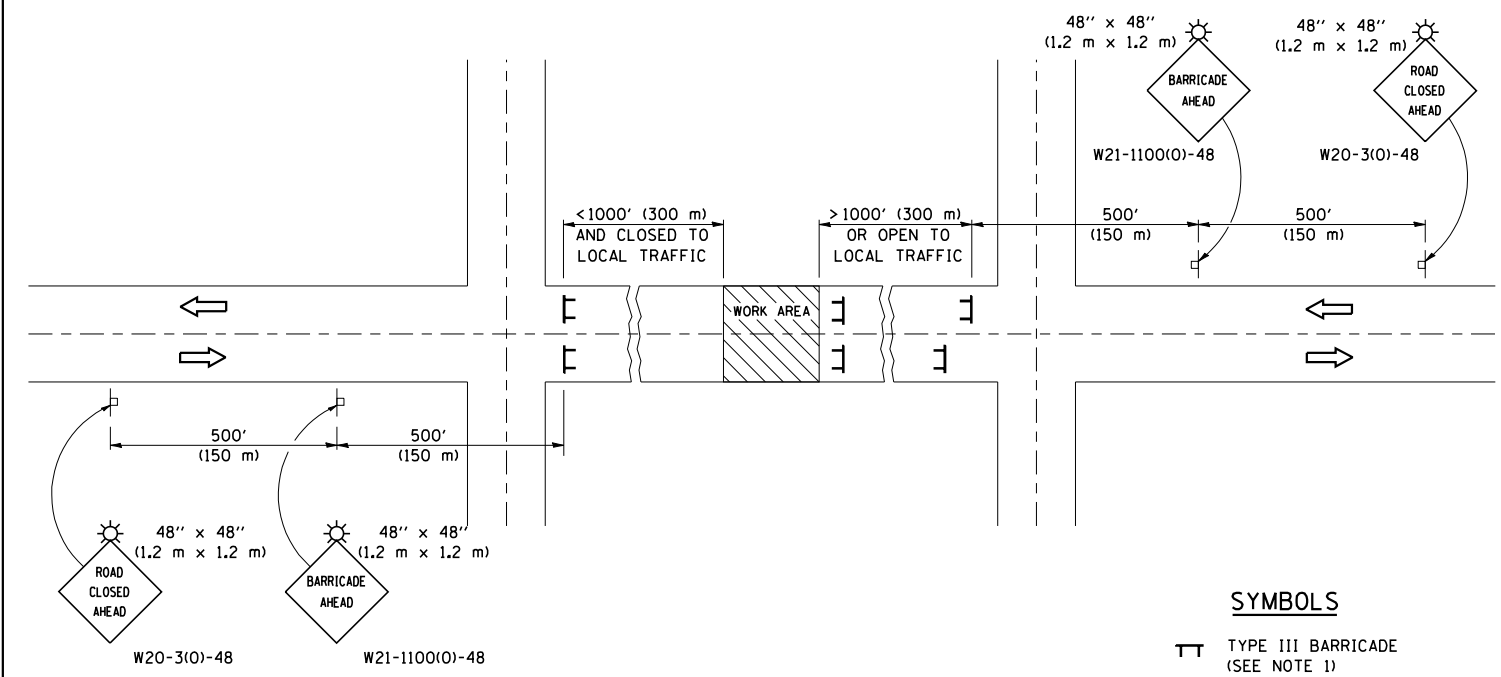 48'' x 48''
(1.2 m x 1.2 m)
48'' x 48''
(1.2 m x 1.2 m)
BARRICADE
AHEAD
ROAD
CLOSED
AHEAD
W21-1100(O)-48
W20-3(O)-48
<1000' (300 m)
AND CLOSED TO
LOCAL TRAFFIC
>1000' (300 m)
OR OPEN TO
LOCAL TRAFFIC
500'
(150 m)
500'
(150 m)
WORK AREA
500'
(150 m)
500'
(150 m)
48'' x 48''
(1.2 m x 1.2 m)
48'' x 48''
(1.2 m x 1.2 m)
ROAD
CLOSED
AHEAD
BARRICADE
AHEAD
W20-3(O)-48
W21-1100(O)-48
SYMBOLS
TYPE III BARRICADE
(SEE NOTE 1)